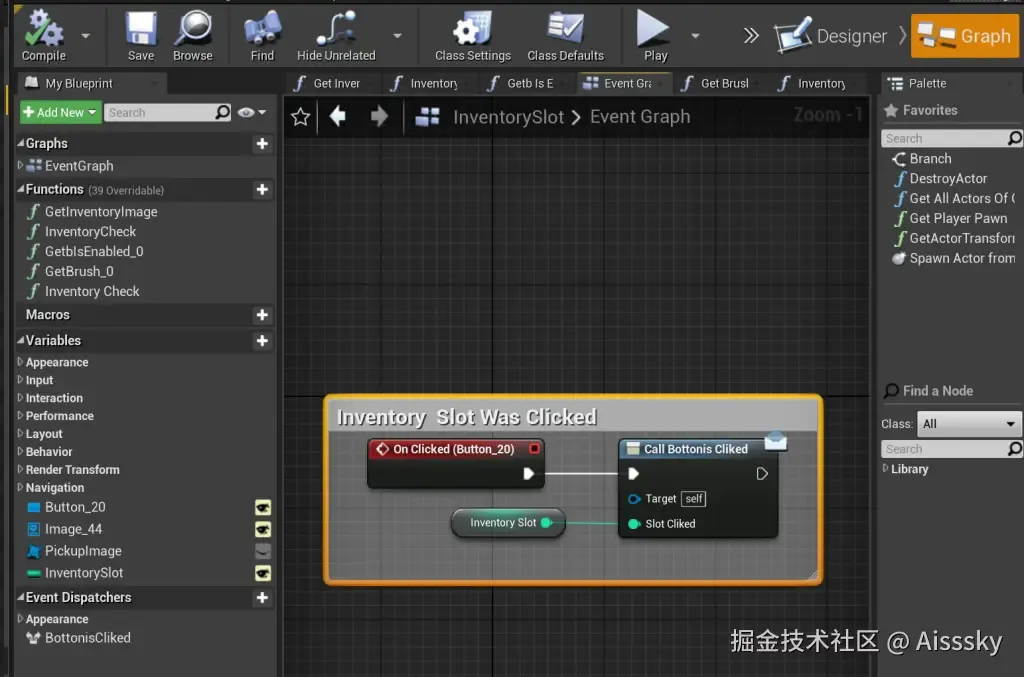 Compile
Save
Browse
Find
Hide Unrelated
Class Settings
Class Defaults
Play
Designer
Graph
My Blueprint
Get Inver
Inventory
Getb Is E
Event Gra
Get Brusl
Inventory
Palette
Add New
Search
InventorySlot
Event Graph
Zoom -1
Favorites
Search
Graphs
EventGraph
Functions (39 Overridable)
GetInventoryImage
InventoryCheck
GetbIsEnabled_0
GetBrush_0
Inventory Check
Macros
Variables
Appearance
Input
Interaction
Performance
Layout
Behavior
Render Transform
Navigation
Button_20
Image_44
PickupImage
InventorySlot
Event Dispatchers
Appearance
BottonisCliked
Inventory Slot Was Clicked
On Clicked (Button_20)
Call Bottonis Cliked
Target self
Inventory Slot
Slot Cliked
Branch
DestroyActor
Get All Actors Of
Get Player Pawn
GetActorTransforn
Spawn Actor from
Find a Node
Class: All
Search
Library
掘金技术社区 @ Aisssky